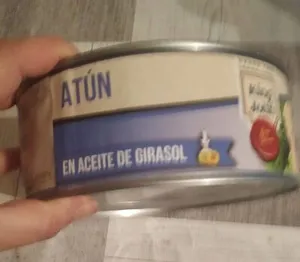 ATÚN
EN ACEITE DE GIRASOL